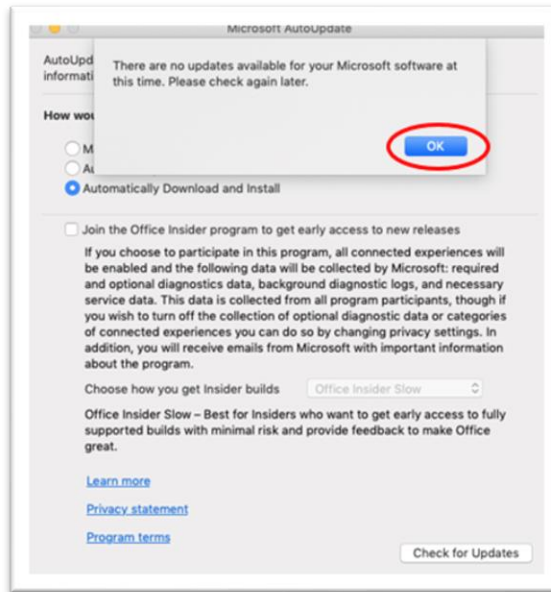 Microsoft AutoUpdate
AutoUpd
informati
There are no updates available for your Microsoft software at
this time. Please check again later.
OK
How wou
M
Au
Automatically Download and Install
Join the Office Insider program to get early access to new releases
If you choose to participate in this program, all connected experiences will
be enabled and the following data will be collected by Microsoft: required
and optional diagnostics data, background diagnostic logs, and necessary
service data. This data is collected from all program participants, though if
you wish to turn off the collection of optional diagnostic data or categories
of connected experiences you can do so by changing privacy settings. In
addition, you will receive emails from Microsoft with important information
about the program.
Choose how you get Insider builds Office Insider Slow
Office Insider Slow – Best for Insiders who want to get early access to fully
supported builds with minimal risk and provide feedback to make Office
great.
Learn more
Privacy statement
Program terms
Check for Updates